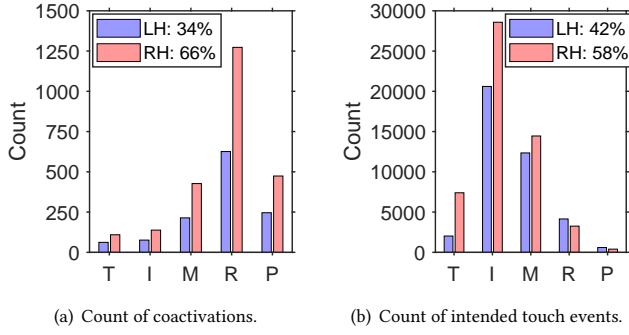 1500
1250
1000
750
500
250
0
Count
LH: 34%
RH: 66%
T I M R P
(a) Count of coactivations.
30000
25000
20000
15000
10000
5000
0
Count
LH: 42%
RH: 58%
T I M R P
(b) Count of intended touch events.